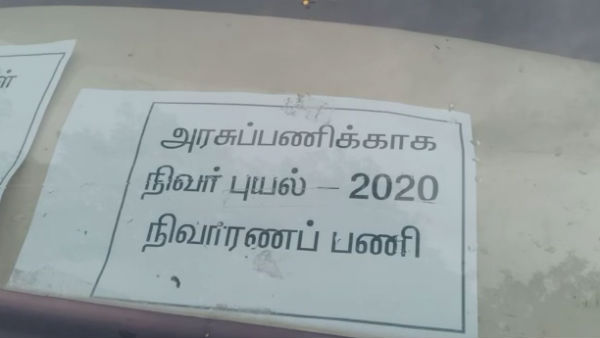 ள்
அரசுப்பணிக்காக
நிவர் புயல் – 2020
நிவாரணப் பணி